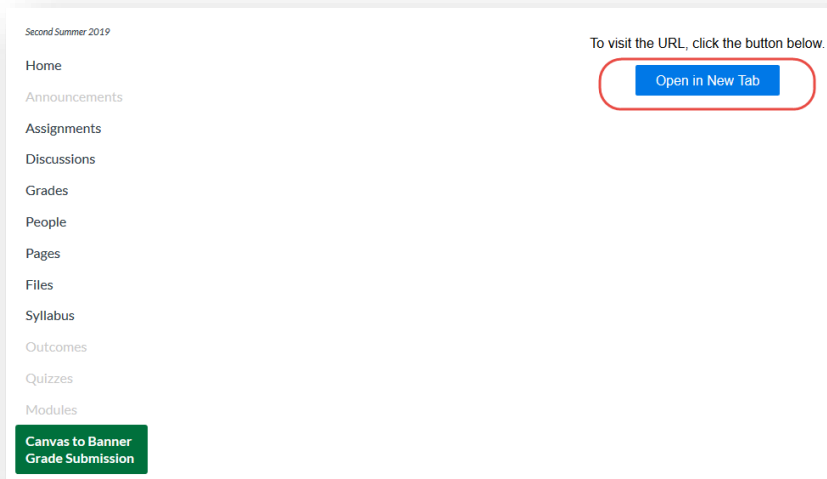 Second Summer 2019
Home
Announcements
Assignments
Discussions
Grades
People
Pages
Files
Syllabus
Outcomes
Quizzes
Modules
Canvas to Banner
Grade Submission
To visit the URL, click the button below.
Open in New Tab